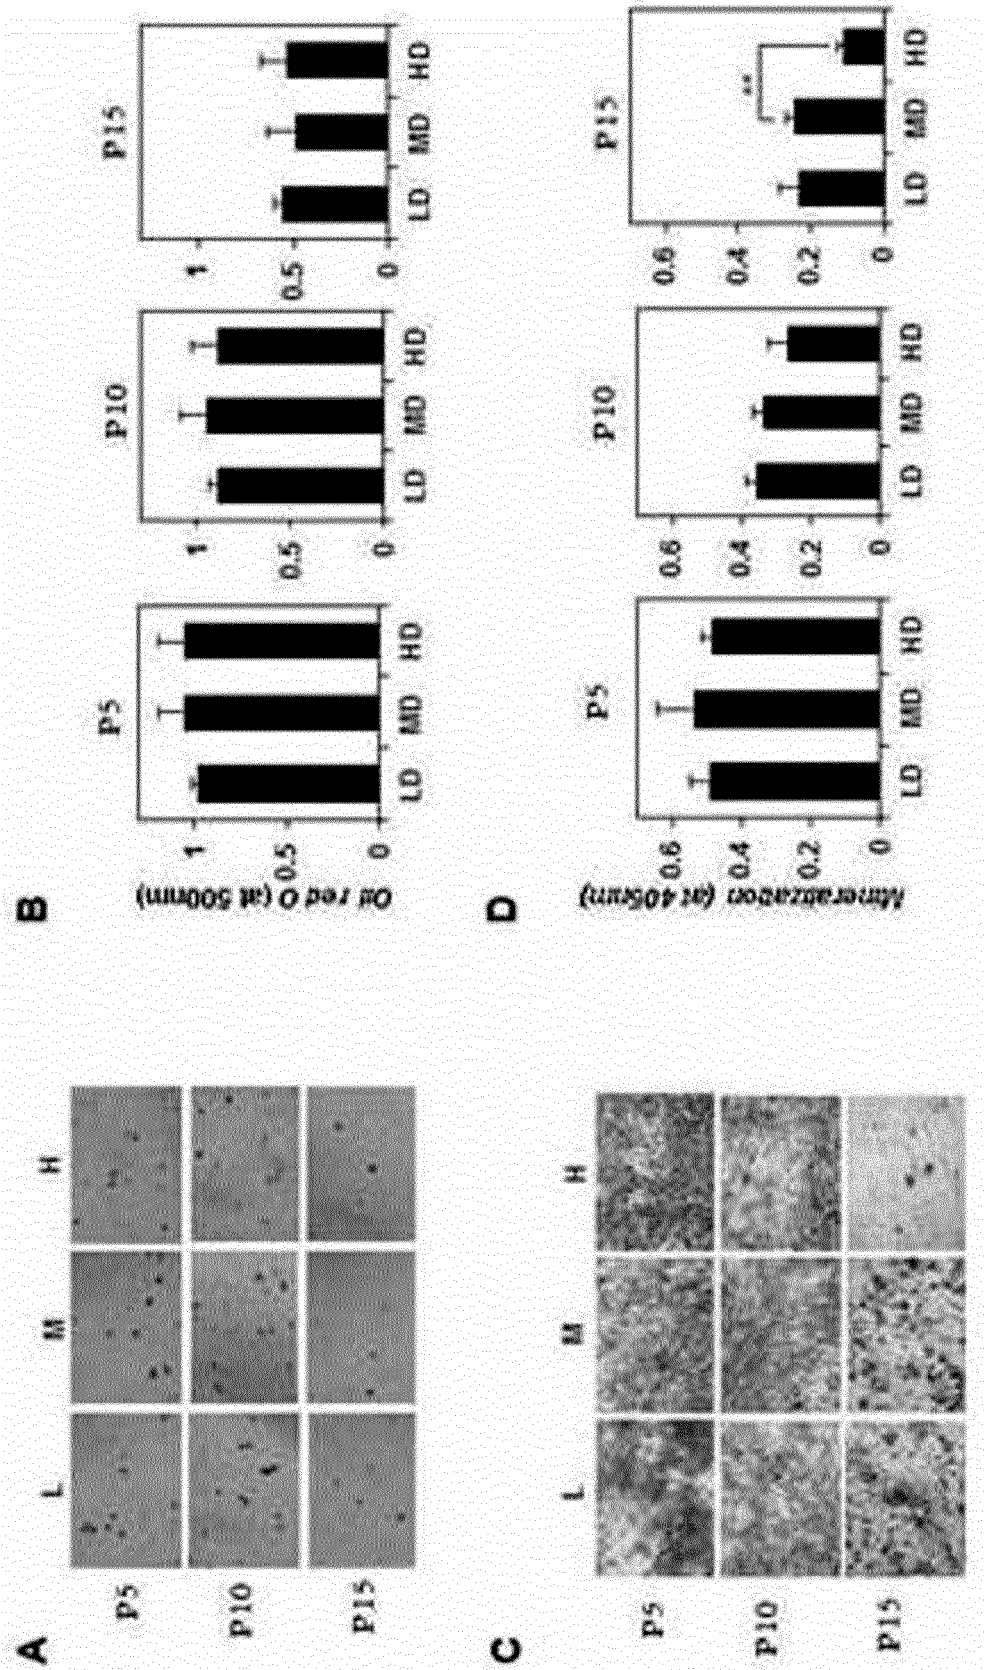 A
L M H
P5
P10
P15
B
Oil red O (at 500nm)
P5
1
0.5
0
LD MD HD
P10
1
0.5
0
LD MD HD
P15
1
0.5
0
LD MD HD
C
L M H
P5
P10
P15
D
Mineralization (at 405nm)
P5
0.6
0.4
0.2
0
LD MD HD
P10
0.6
0.4
0.2
0
LD MD HD
P15
0.6
0.4
0.2
0
**
LD MD HD